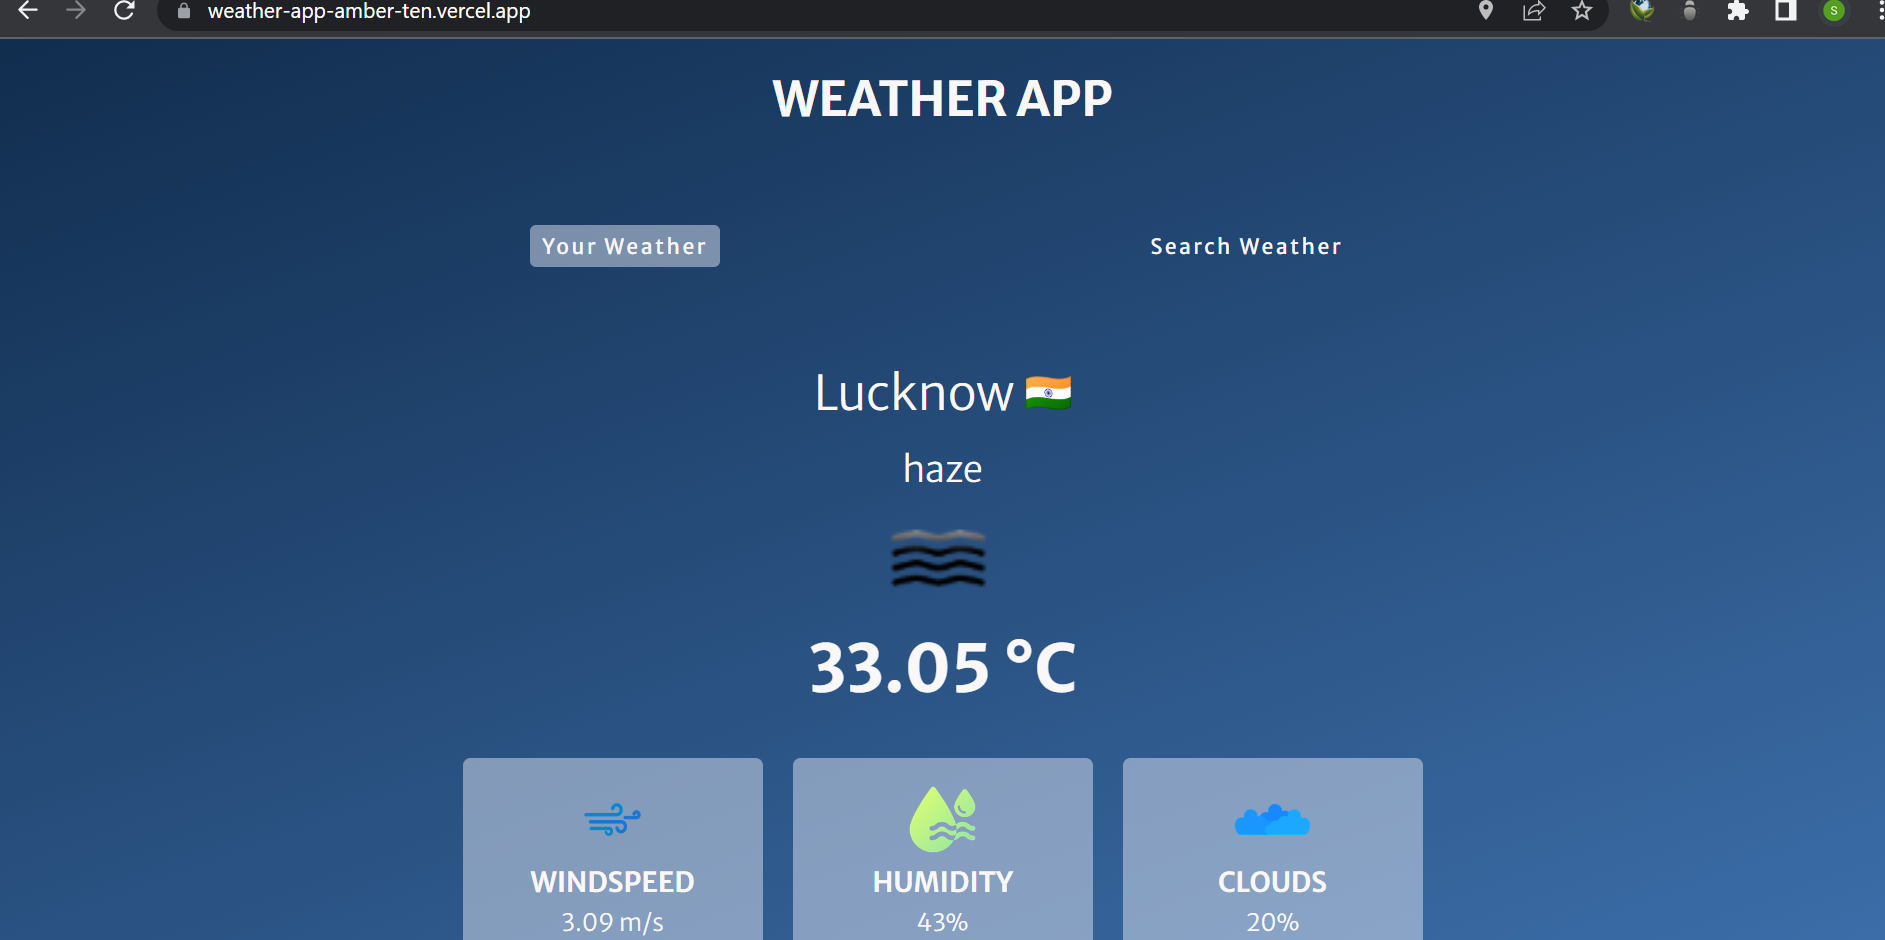 weather-app-amber-ten.vercel.app
S
WEATHER APP
Your Weather
Search Weather
Lucknow
haze
33.05 °C
WINDSPEED
3.09 m/s
HUMIDITY
43%
CLOUDS
20%